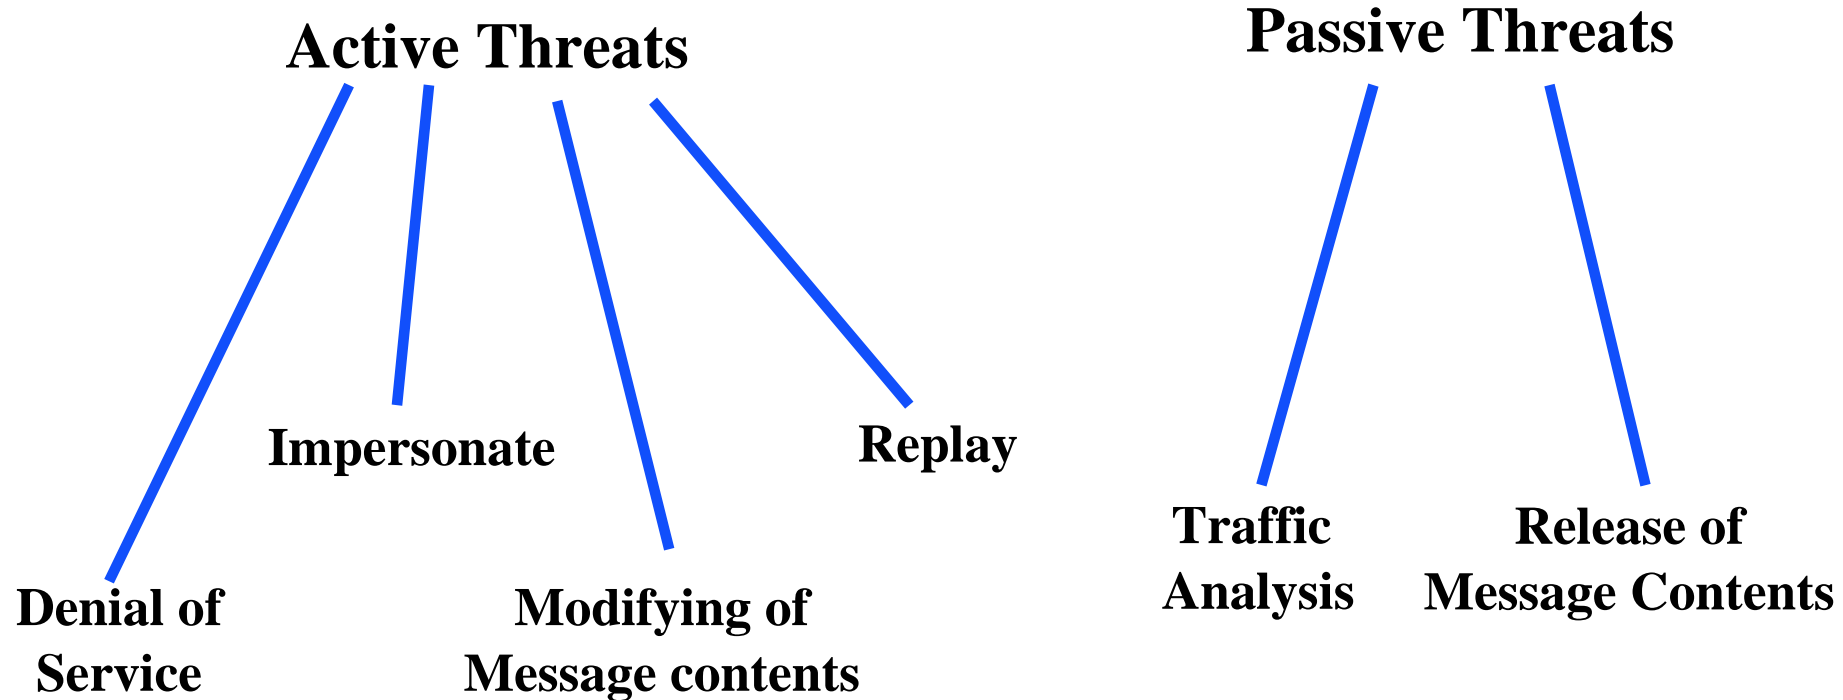 Active Threats
Passive Threats
Impersonate
Replay
Denial of
Service
Modifying of
Message contents
Traffic
Analysis
Release of
Message Contents